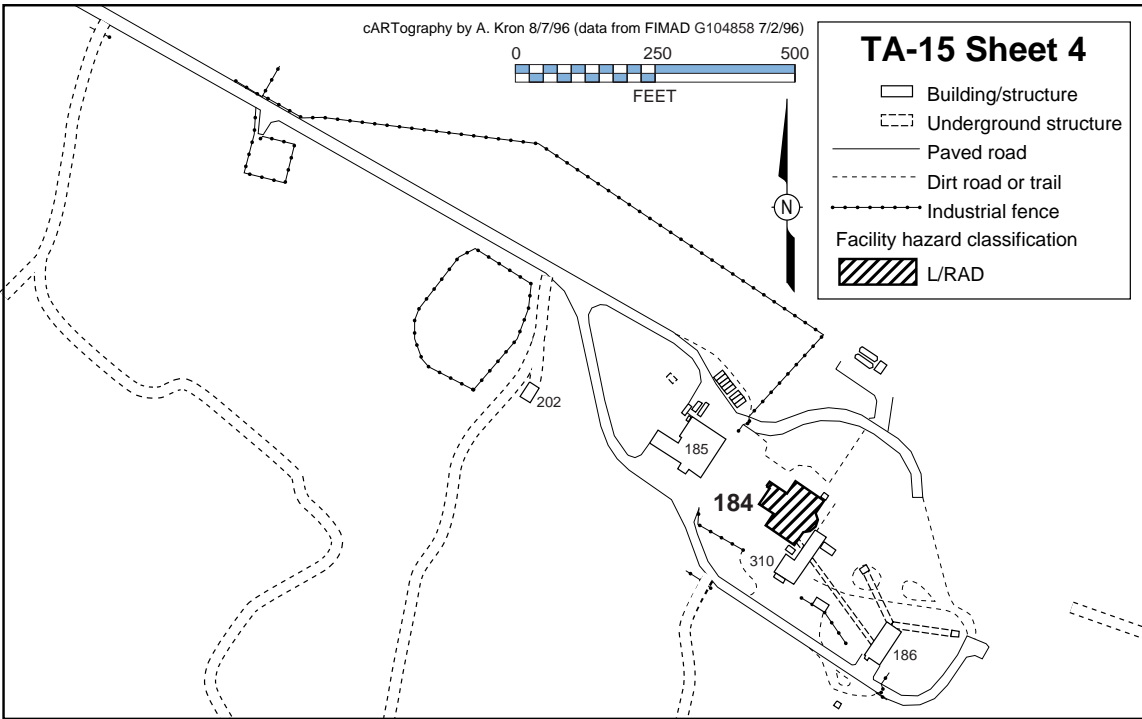 cARTography by A. Kron 8/7/96 (data from FIMAD G104858 7/2/96)
0 250 500
FEET
TA-15 Sheet 4
Building/structure
Underground structure
Paved road
Dirt road or trail
Industrial fence
Facility hazard classification
L/RAD
N
202
185
184
310
186